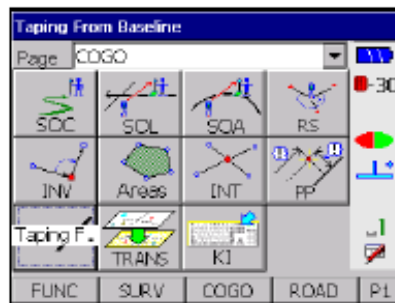 Taping From Baseline
Page COGO
-30
SOC SOL SOA RS
INV Areas INT PP
Taping F. TRANS KI
FUNC SURV COGO ROAD P1